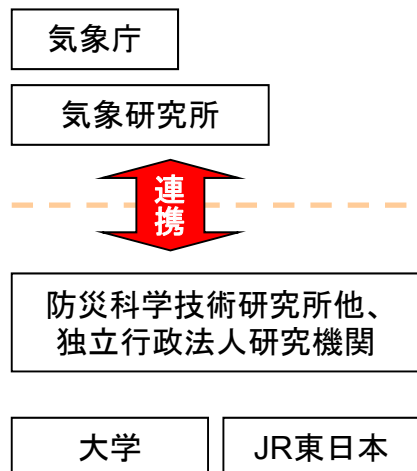 気象庁
気象研究所
連携
防災科学技術研究所他、
独立行政法人研究機関
大学
JR東日本